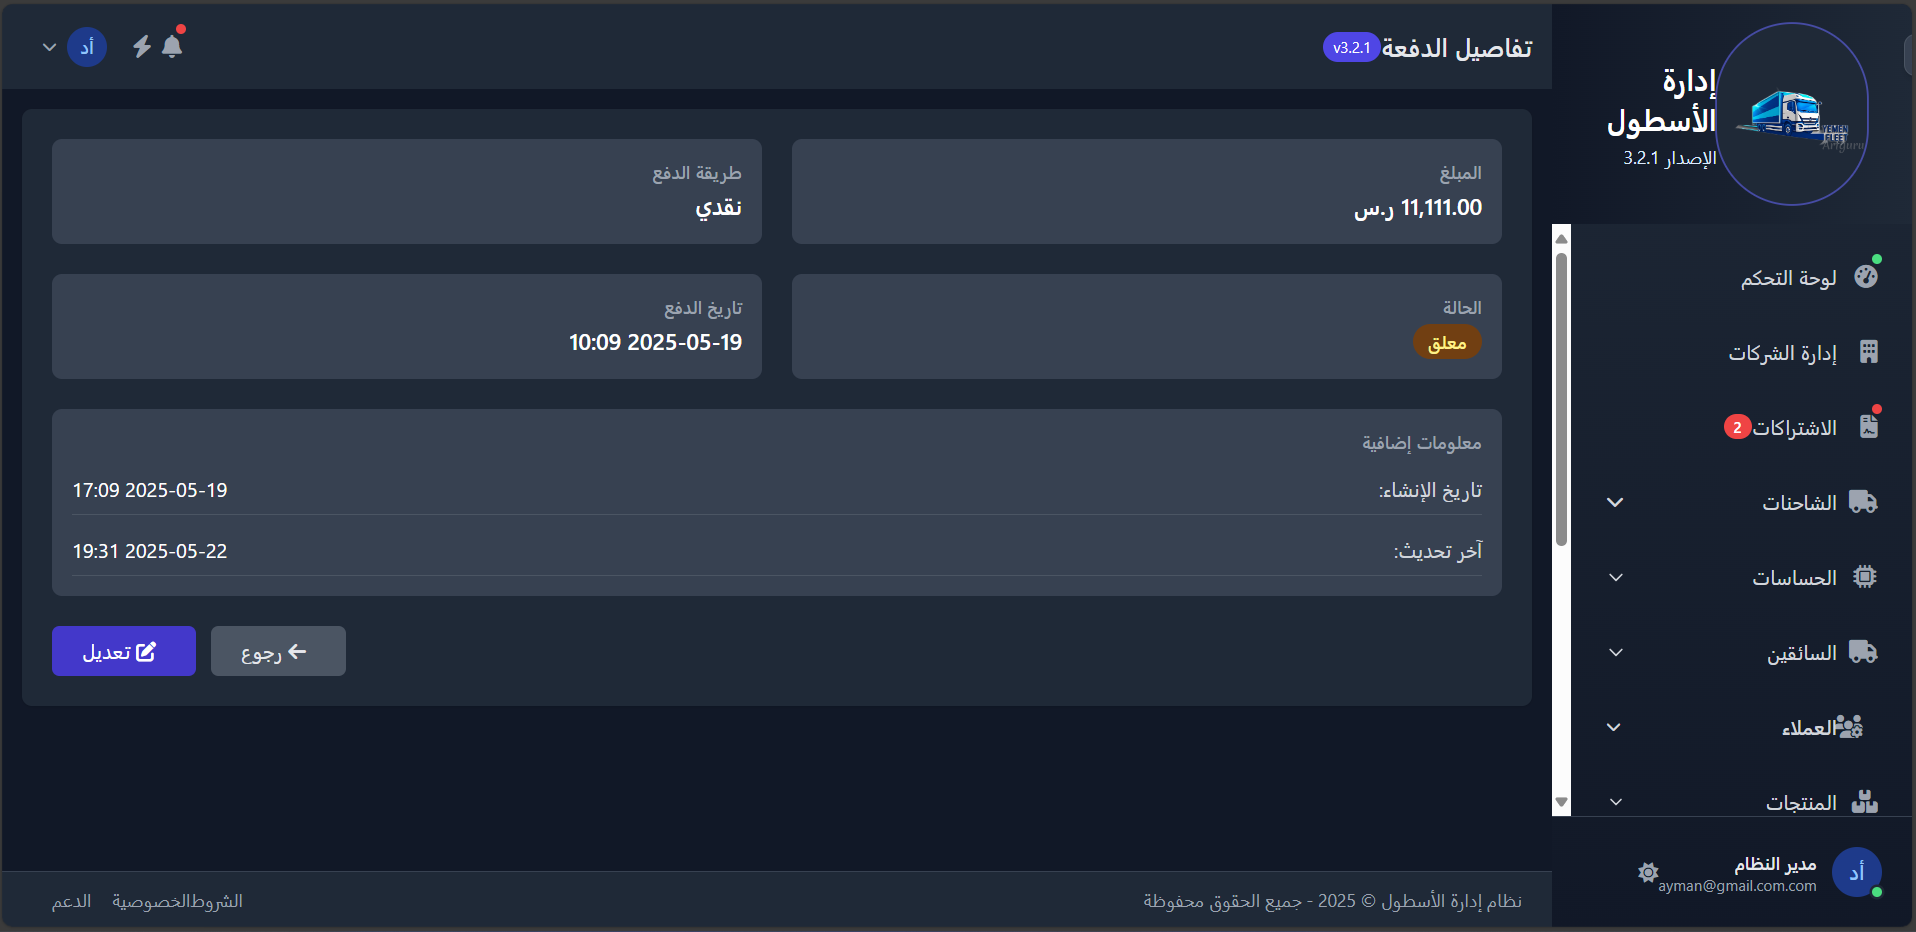 إدارة
الأسطول
الإصدار 3.2.1
YEMEN
FLEET
Artguru
لوحة التحكم
إدارة الشركات
الاشتراكات 2
الشاحنات
الحساسات
السائقين
العملاء
المنتجات
مدير النظام
ayman@gmail.com.com
أد
تفاصيل الدفعة v3.2.1
أد
المبلغ
11,111.00 ر.س
طريقة الدفع
نقدي
الحالة
معلق
تاريخ الدفع
2025-05-19 10:09
معلومات إضافية
تاريخ الإنشاء: 2025-05-19 17:09
آخر تحديث: 2025-05-22 19:31
رجوع
تعديل
نظام إدارة الأسطول © 2025 - جميع الحقوق محفوظة
الشروطالخصوصية الدعم